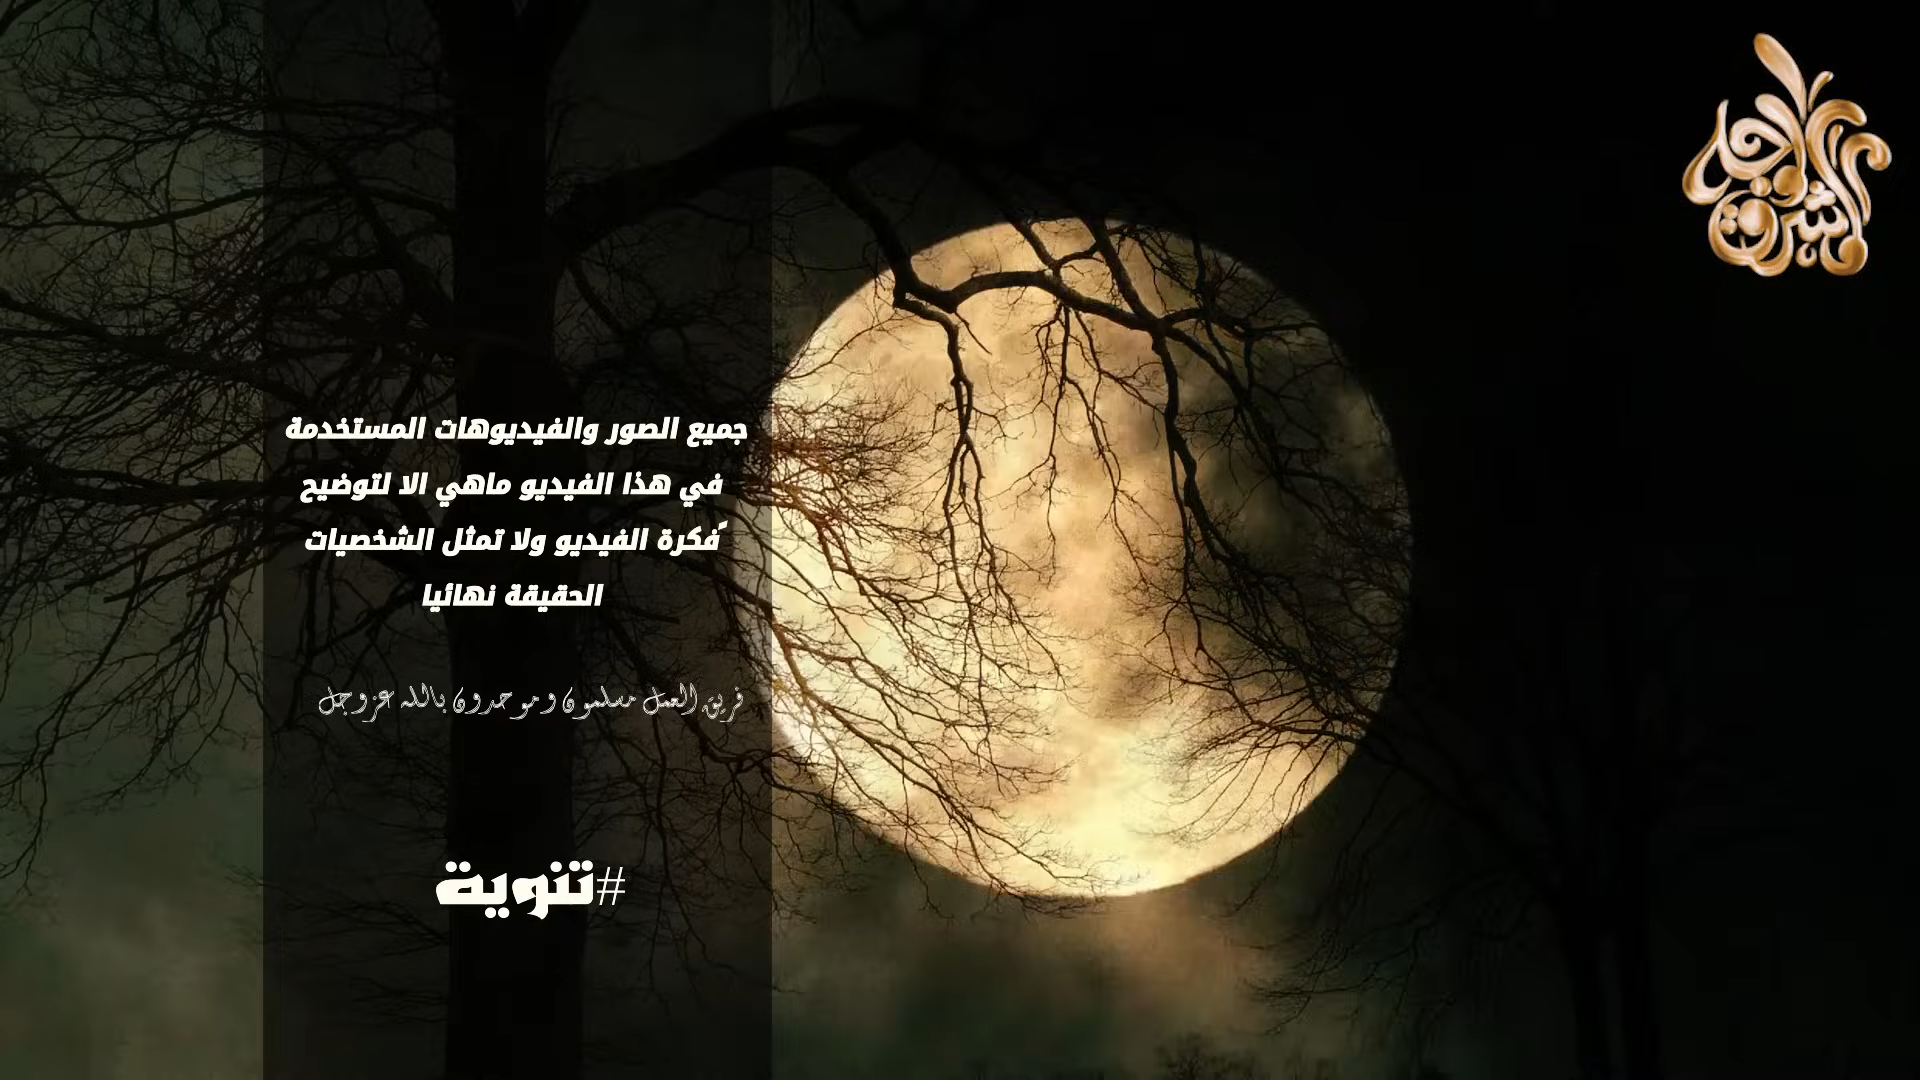 جميع الصور والفيديوهات المستخدمة
في هذا الفيديو ماهي الا لتوضيح
فكرة الفيديو ولا تمثل الشخصيات
الحقيقة نهائيا
فريق العمل مسلمون وموحدون بالله عزوجل
#تنوية